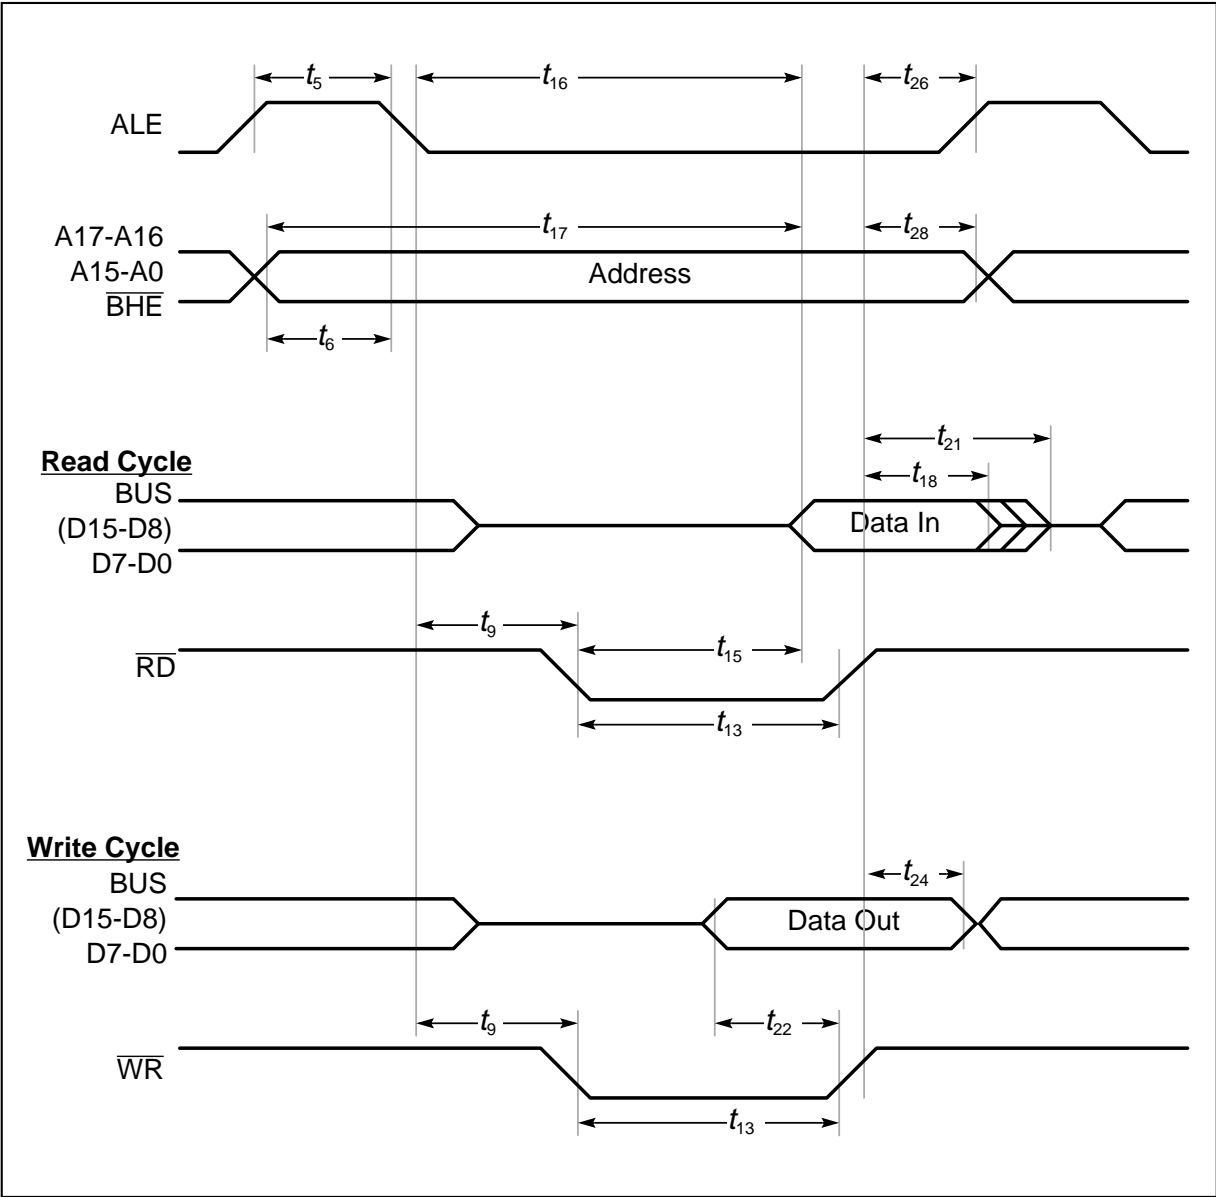 t5
t16
t26
ALE
t17
t28
A17-A16
A15-A0
BHE
Address
t6
t21
Read Cycle
t18
BUS
(D15-D8)
D7-D0
Data In
t9
t15
RD
t13
Write Cycle
t24
BUS
(D15-D8)
D7-D0
Data Out
t9
t22
WR
t13